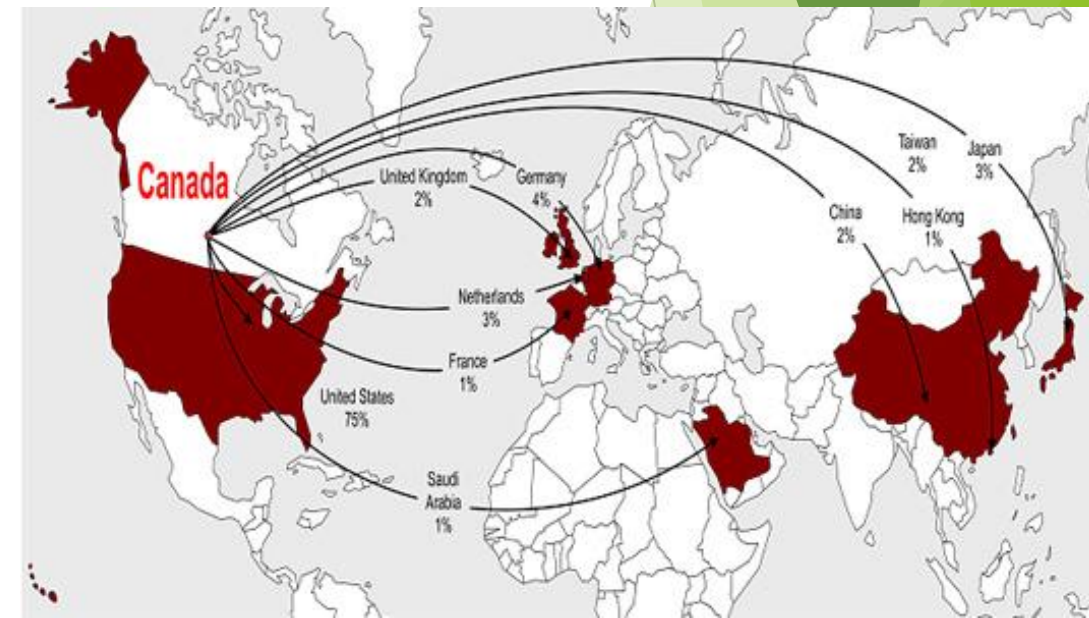 Canada
United Kingdom
2%
Germany
4%
Taiwan
2%
Japan
3%
China
2%
Hong Kong
1%
Netherlands
3%
France
1%
United States
75%
Saudi
Arabia
1%